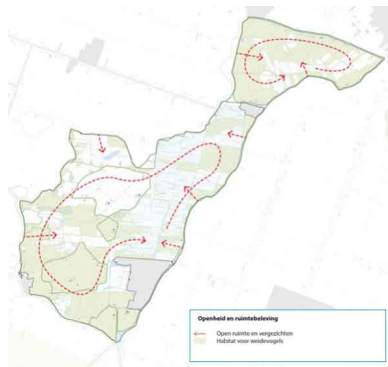 Openheid en ruimtebeleving
Open ruimte en vergezichten
Habitat voor weidevogels